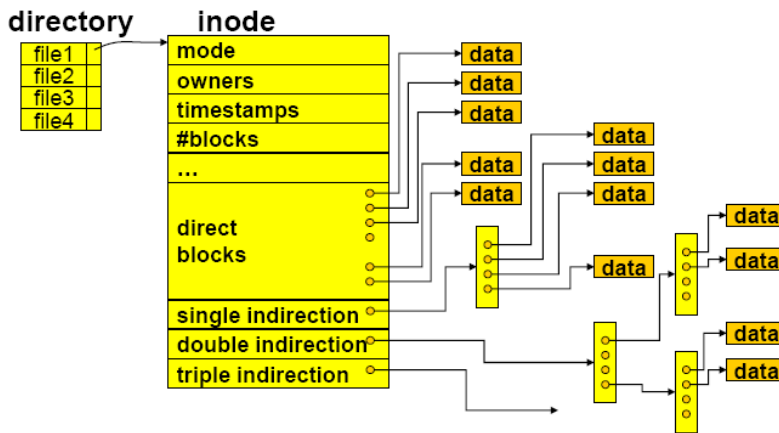 directory
inode
file1
file2
file3
file4
mode
owners
timestamps
#blocks
...
direct
blocks
single indirection
double indirection
triple indirection
data
data
data
data
data
data
data
data
data
data
data
data
data